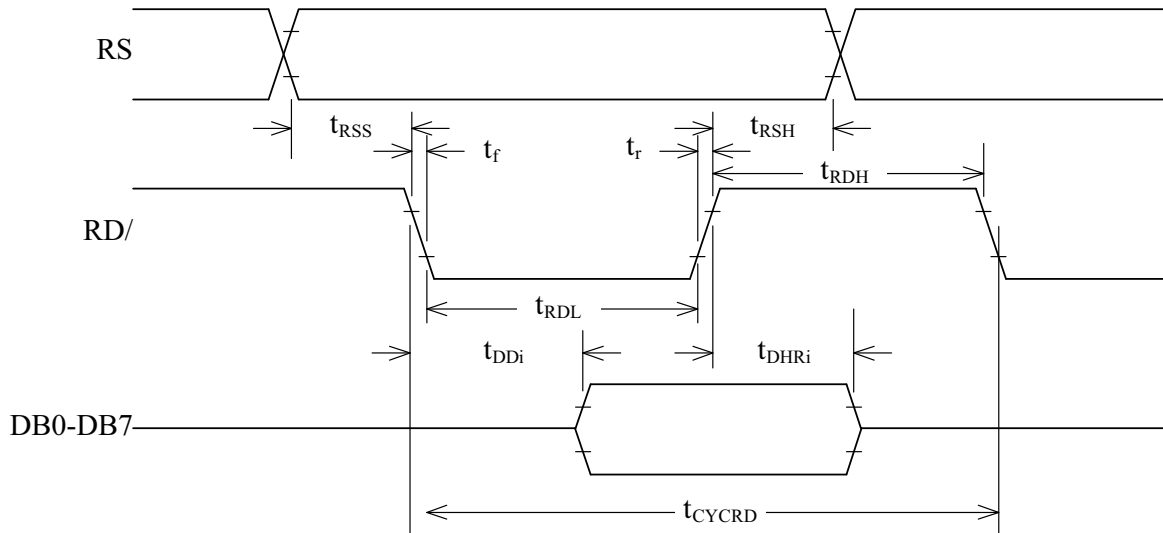 RS
tRSS
tRSH
tf
tr
tRDH
RD/
tRDL
tDDi
tDHRi
DB0-DB7
tCYCRD